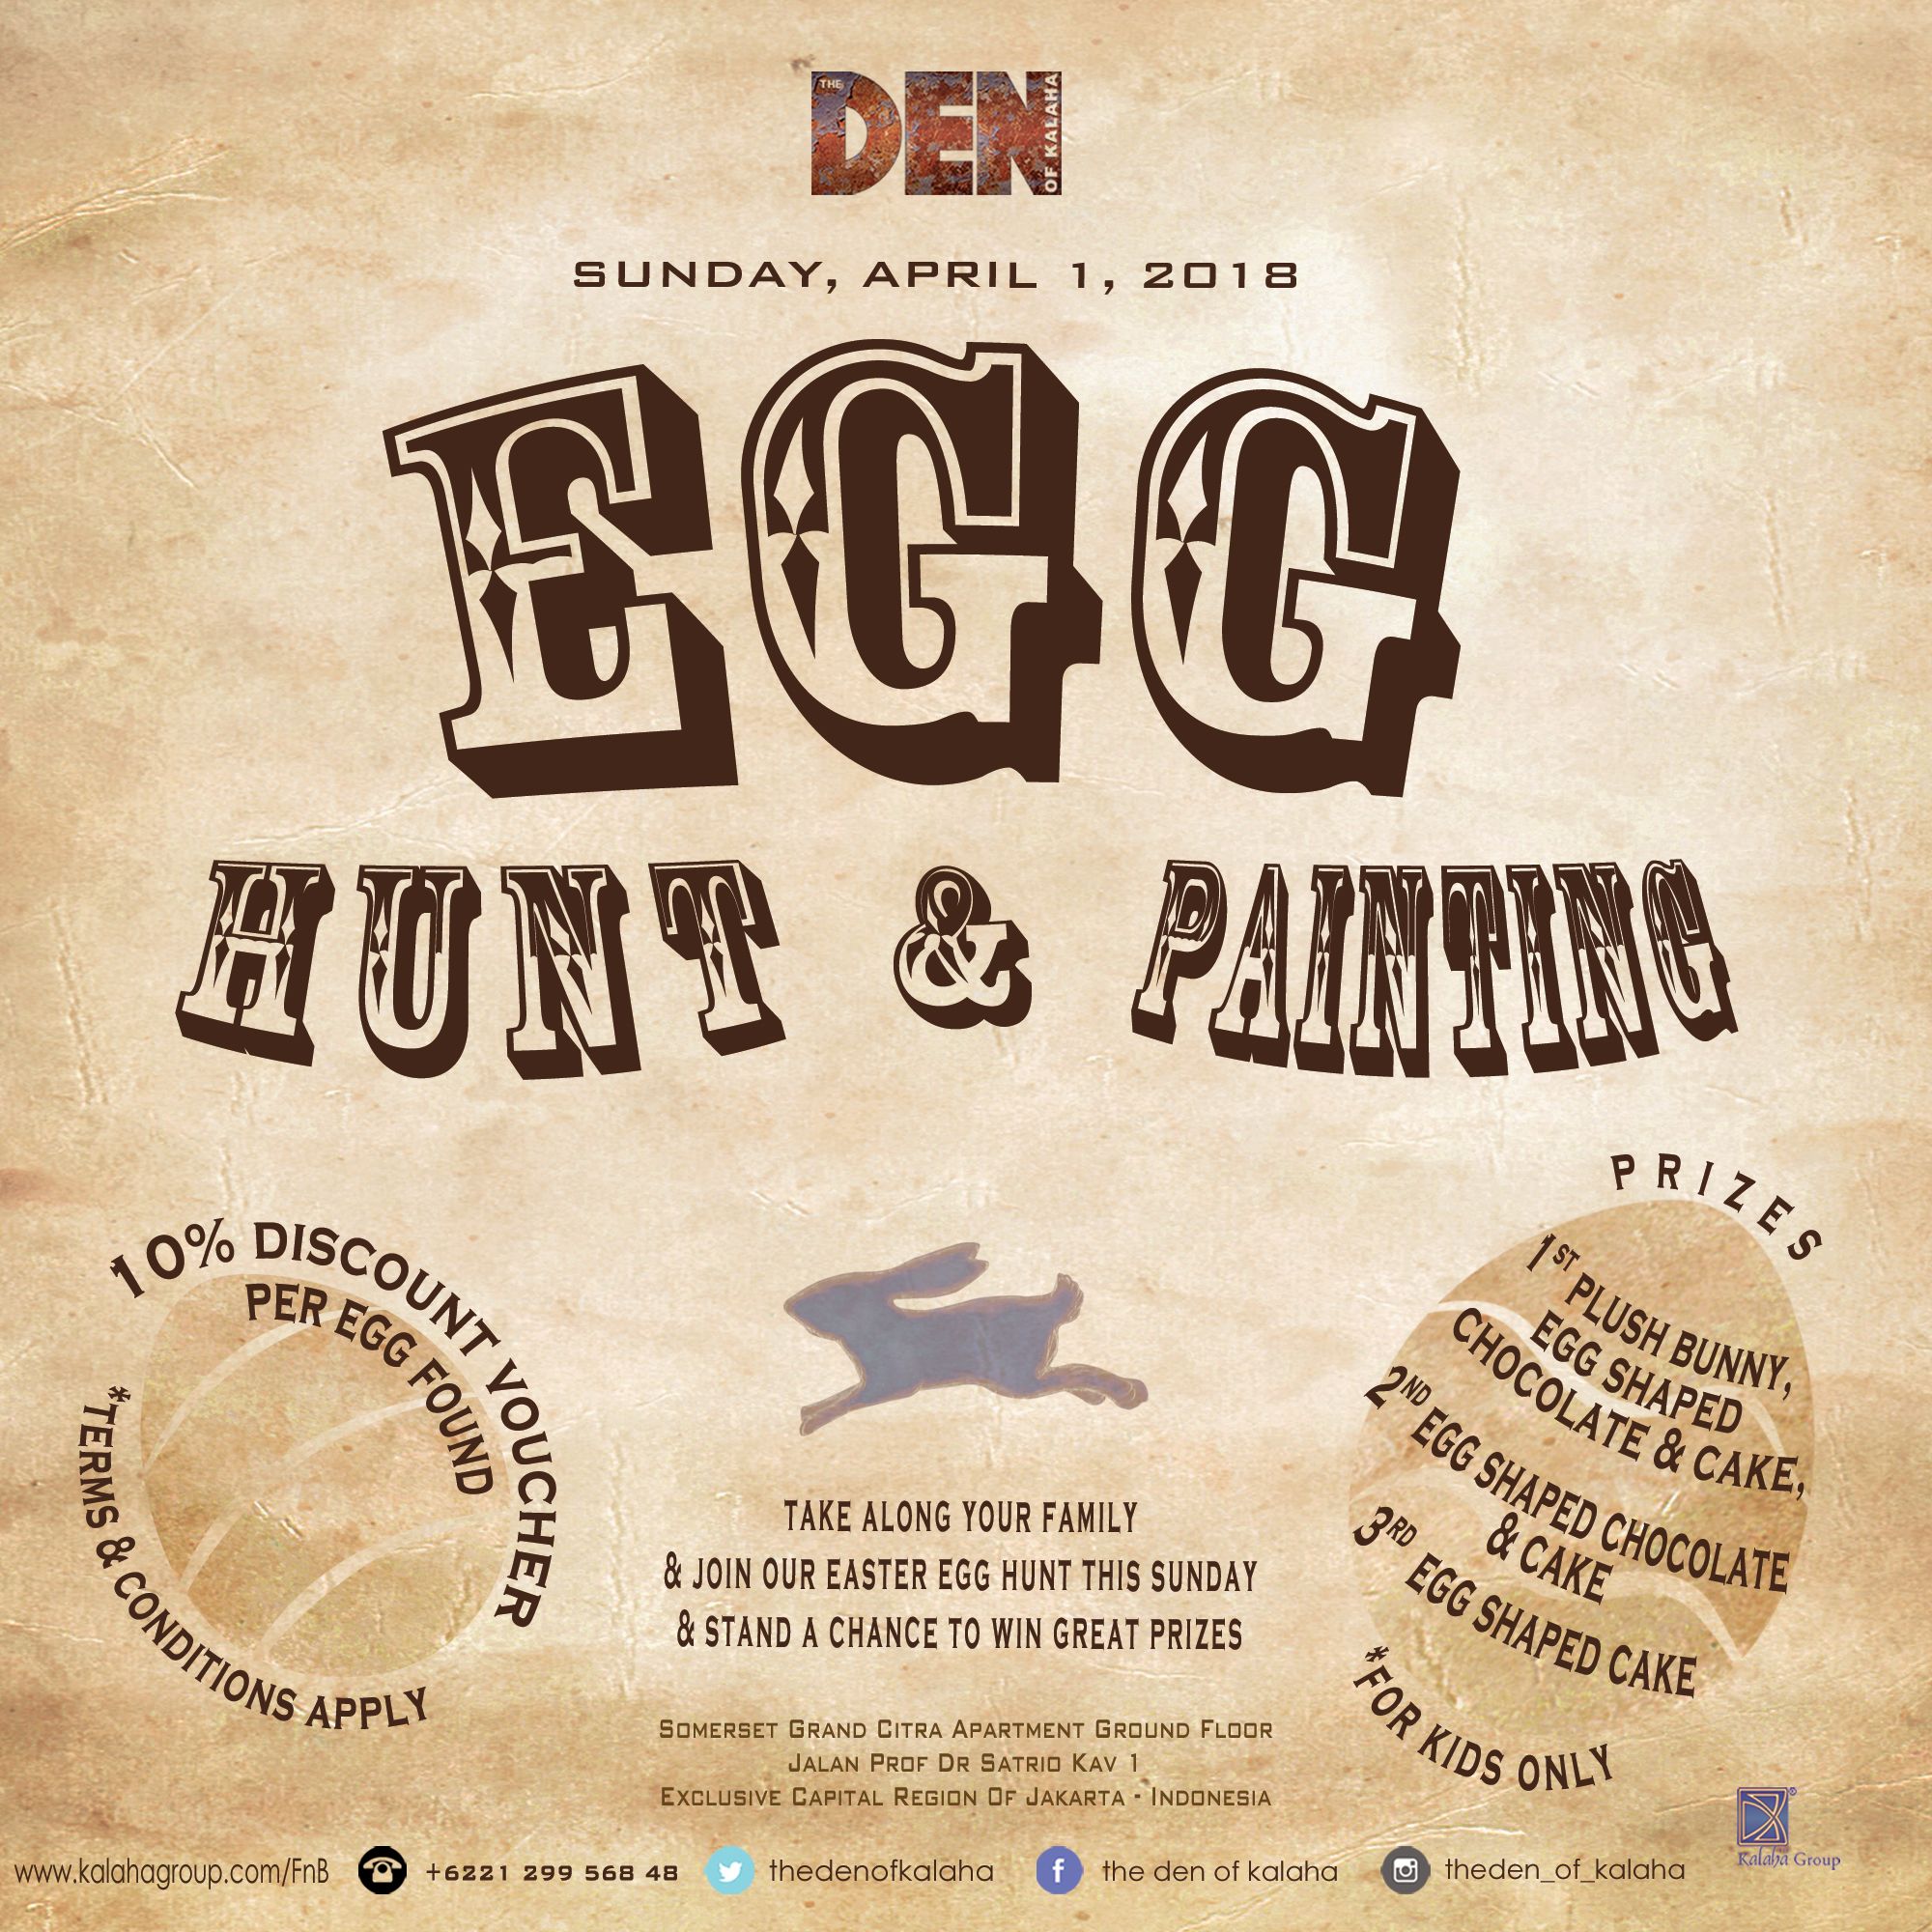 THE DEN OF KALAHA
SUNDAY, APRIL 1, 2018
EGG
HUNT & PAINTING
10% DISCOUNT VOUCHER
PER EGG FOUND
*TERMS & CONDITIONS APPLY
TAKE ALONG YOUR FAMILY
& JOIN OUR EASTER EGG HUNT THIS SUNDAY
& STAND A CHANCE TO WIN GREAT PRIZES
PRIZES
1ST PLUSH BUNNY,
EGG SHAPED
CHOCOLATE & CAKE,
2ND EGG SHAPED CHOCOLATE
& CAKE
3RD EGG SHAPED CAKE
*FOR KIDS ONLY
SOMERSET GRAND CITRA APARTMENT GROUND FLOOR
JALAN PROF DR SATRIO KAV 1
EXCLUSIVE CAPITAL REGION OF JAKARTA - INDONESIA
Kalaha Group
www.kalahagroup.com/FnB +6221 299 568 48 thedenofkalaha the den of kalaha theden_of_kalaha